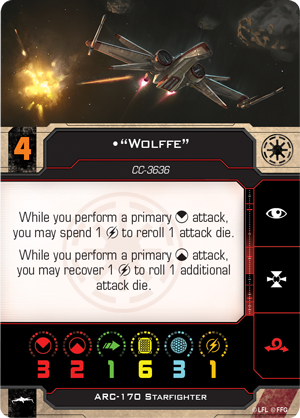 4
•“Wolffe”
CC-3636
While you perform a primary attack,
you may spend 1 to reroll 1 attack die.
While you perform a primary attack,
you may recover 1 to roll 1 additional
attack die.
3 2 1 6 3 1
ARC-170 Starfighter
©LFL ©FFG